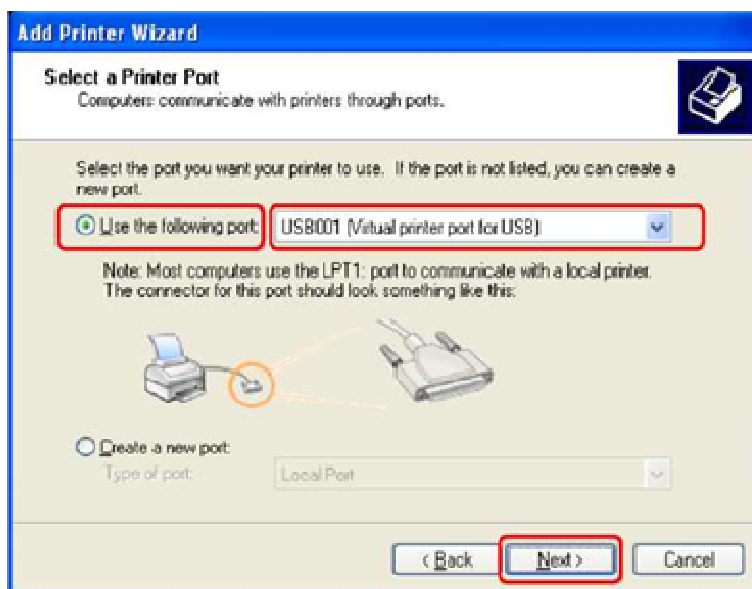 Add Printer Wizard
Select a Printer Port
Computers communicate with printers through ports.
Select the port you want your printer to use. If the port is not listed, you can create a
new port.
Use the following port:
USB001 (Virtual printer port for USB)
Note: Most computers use the LPT1: port to communicate with a local printer.
The connector for this port should look something like this:
Create a new port:
Type of port:
Local Port
< Back
Next >
Cancel